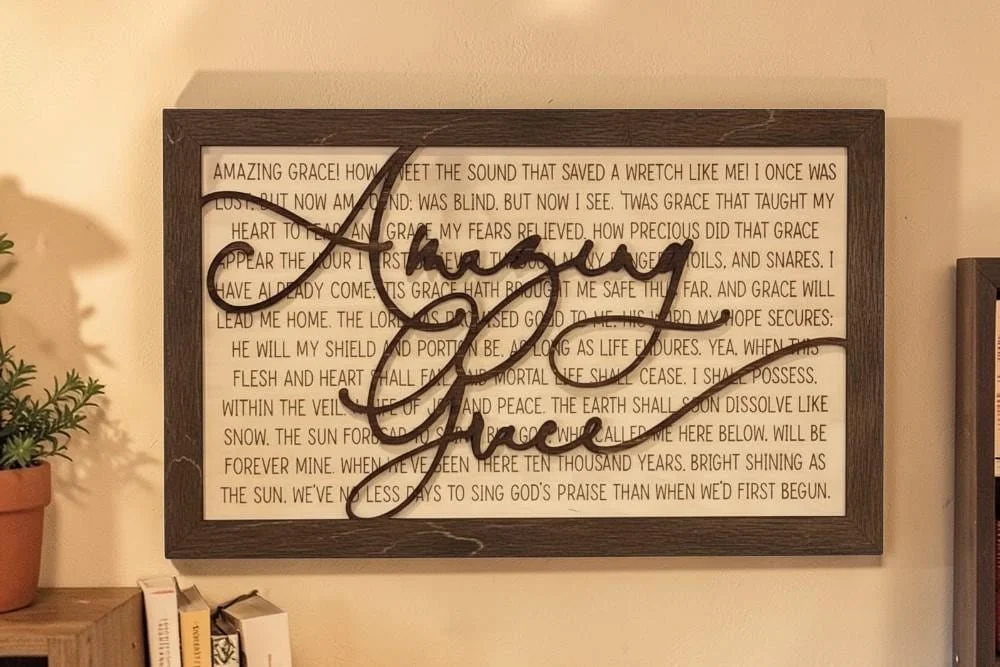 AMAZING GRACE! HOW SWEET THE SOUND THAT SAVED A WRETCH LIKE ME! I ONCE WAS
LOST, BUT NOW AM FOUND; WAS BLIND, BUT NOW I SEE. 'TWAS GRACE THAT TAUGHT MY
HEART TO FEAR, AND GRACE MY FEARS RELIEVED. HOW PRECIOUS DID THAT GRACE
APPEAR THE HOUR I FIRST BELIEVED. THROUGH MANY DANGERS, TOILS, AND SNARES, I
HAVE ALREADY COME; 'TIS GRACE HATH BROUGHT ME SAFE THUS FAR, AND GRACE WILL
LEAD ME HOME. THE LORD HAS PROMISED GOOD TO ME; HIS WORD MY HOPE SECURES;
HE WILL MY SHIELD AND PORTION BE, AS LONG AS LIFE ENDURES. YEA, WHEN THIS
FLESH AND HEART SHALL FAIL, AND MORTAL LIFE SHALL CEASE, I SHALL POSSESS,
WITHIN THE VEIL, A LIFE OF JOY AND PEACE. THE EARTH SHALL SOON DISSOLVE LIKE
SNOW, THE SUN FORBEAR TO SHINE; BUT GOD, WHO CALLED ME HERE BELOW, WILL BE
FOREVER MINE. WHEN WE'VE BEEN THERE TEN THOUSAND YEARS, BRIGHT SHINING AS
THE SUN, WE'VE NO LESS DAYS TO SING GOD'S PRAISE THAN WHEN WE'D FIRST BEGUN.
Amazing
Grace